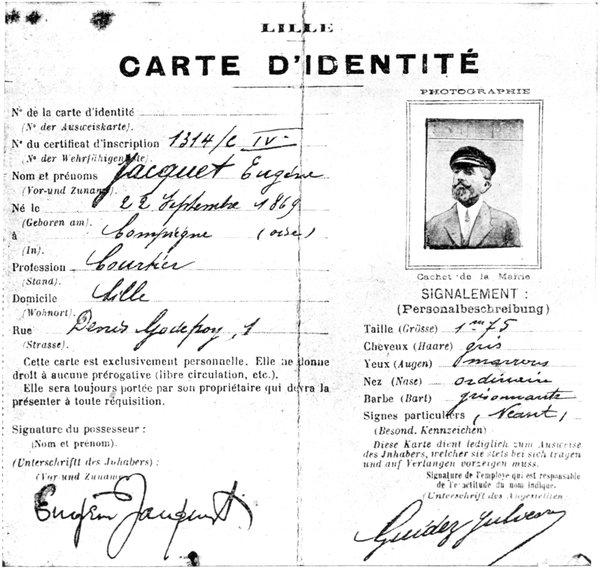 LILLE
CARTE D'IDENTITÉ
N° de la carte d'identité
(N° der Ausweiskarte).
N° du certificat d'inscription 1314/C IV
(N° der Wehrfähigenliste)
Nom et prénoms Jacquet Eugène
(Vor-und Zuname)
Né le 22 Septembre 1869
(Geboren am).
à Compiègne (Oise)
(In).
Profession Courtier
(Stand).
Domicile Lille
(Wohnort).
Rue Denis Godefroy, 1
(Strasse).
Cette carte est exclusivement personnelle. Elle ne donne
droit à aucune prérogative (libre circulation, etc.).
Elle sera toujours portée par son propriétaire qui devra la
présenter à toute réquisition.
Signature du possesseur :
(Nom et prénom).
(Unterschrift des Inhabers):
(Vor und Zuname)
Eugène Jacquet
PHOTOGRAPHIE
Cachet de la Mairie
SIGNALEMENT :
(Personalbeschreibung)
Taille (Grösse) 1m75
Cheveux (Haare) gris
Yeux (Augen) marrons
Nez (Nase) ordinaire
Barbe (Bart) grisonnante
Signes particuliers (Néant)
(Besond. Kennzeichen)
Diese Karte dient lediglich zum Ausweise
des Inhabers, welcher sie stets bei sich tragen
und auf Verlangen vorzeigen muss.
Signature de l'employé qui est responsable
de l'exactitude du nom indiqué.
(Unterschrift des Angestellten
Guidez